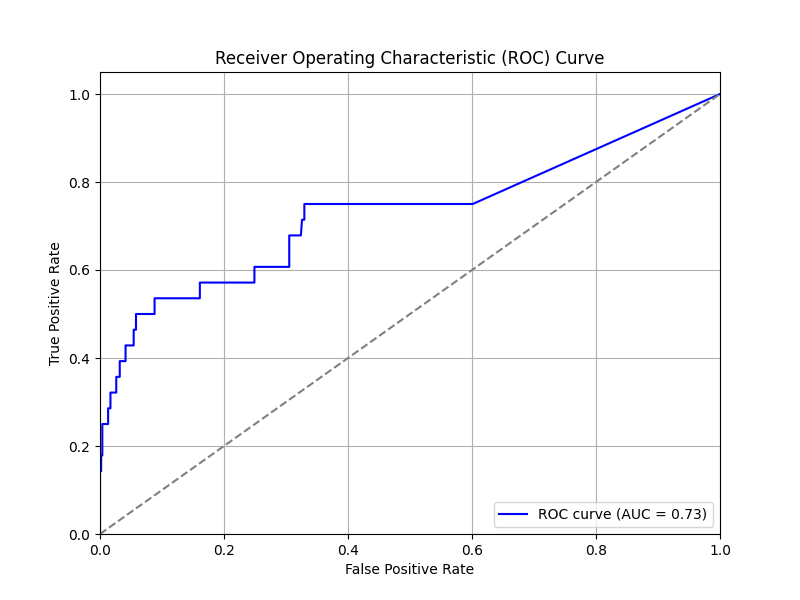 Receiver Operating Characteristic (ROC) Curve
1.0
0.8
0.6
0.4
0.2
0.0
True Positive Rate
0.0 0.2 0.4 0.6 0.8 1.0
False Positive Rate
ROC curve (AUC = 0.73)